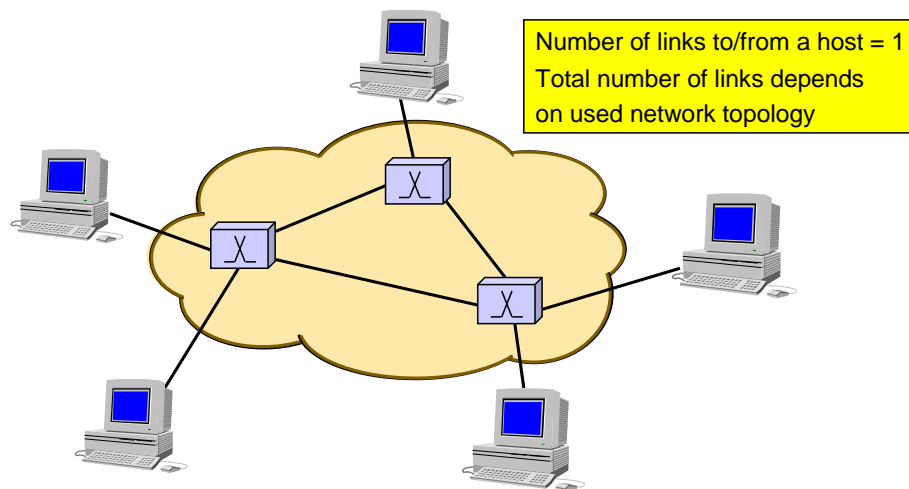 Number of links to/from a host = 1
Total number of links depends
on used network topology